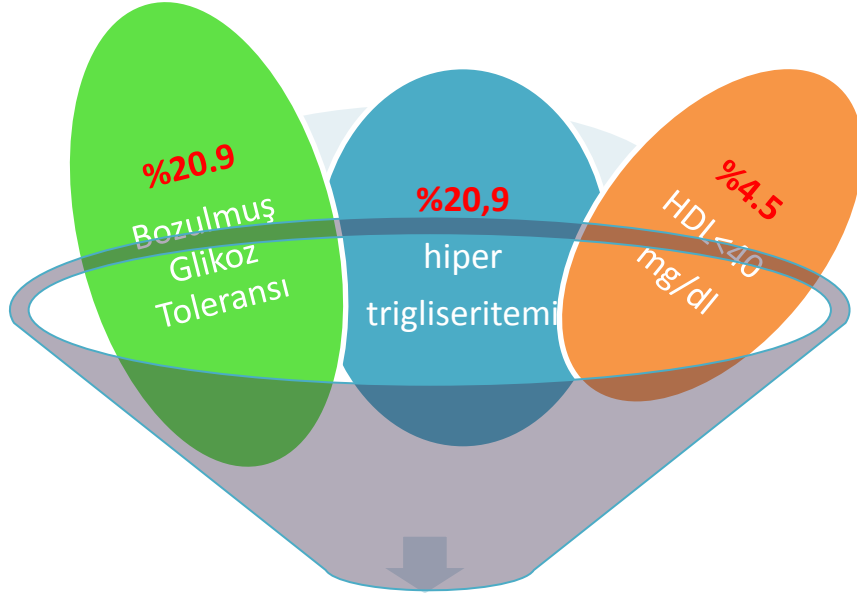 %20.9
Bozulmuş
Glikoz
Toleransı
%20,9
hiper
trigliseritemi
%4.5
HDL<40
mg/dl